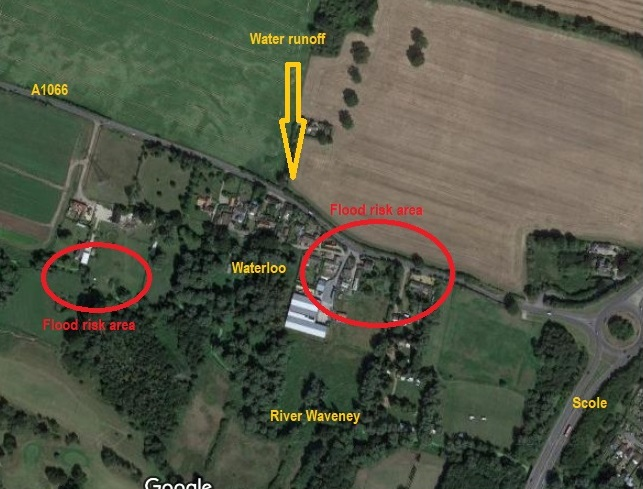 Water runoff
A1066
Flood risk area
Waterloo
Flood risk area
Scole
River Waveney
Google